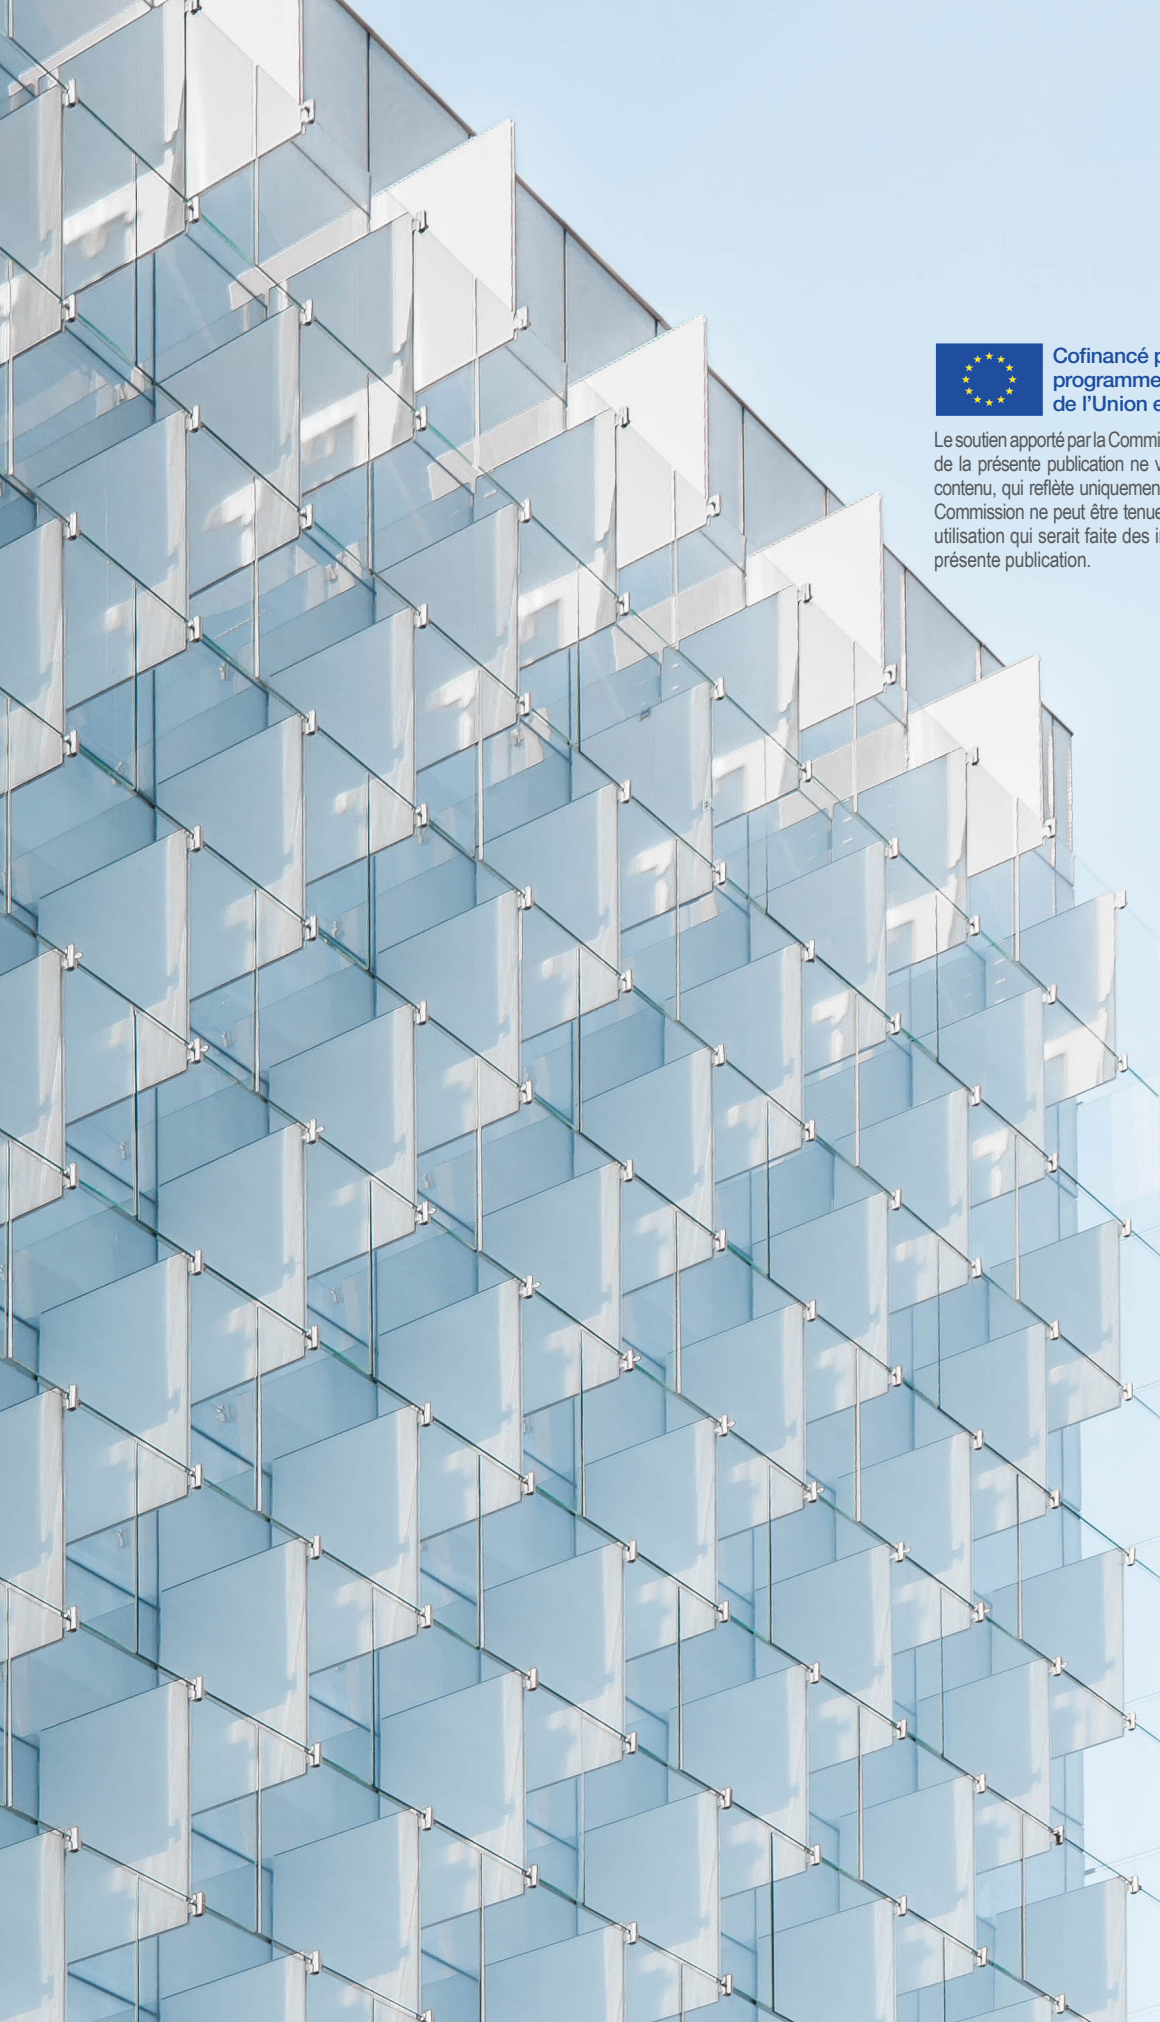 Cofinancé p
programme
de l'Union e
Le soutien apporté par la Commi
de la présente publication ne v
contenu, qui reflète uniquemen
Commission ne peut être tenue
utilisation qui serait faite des i
présente publication.